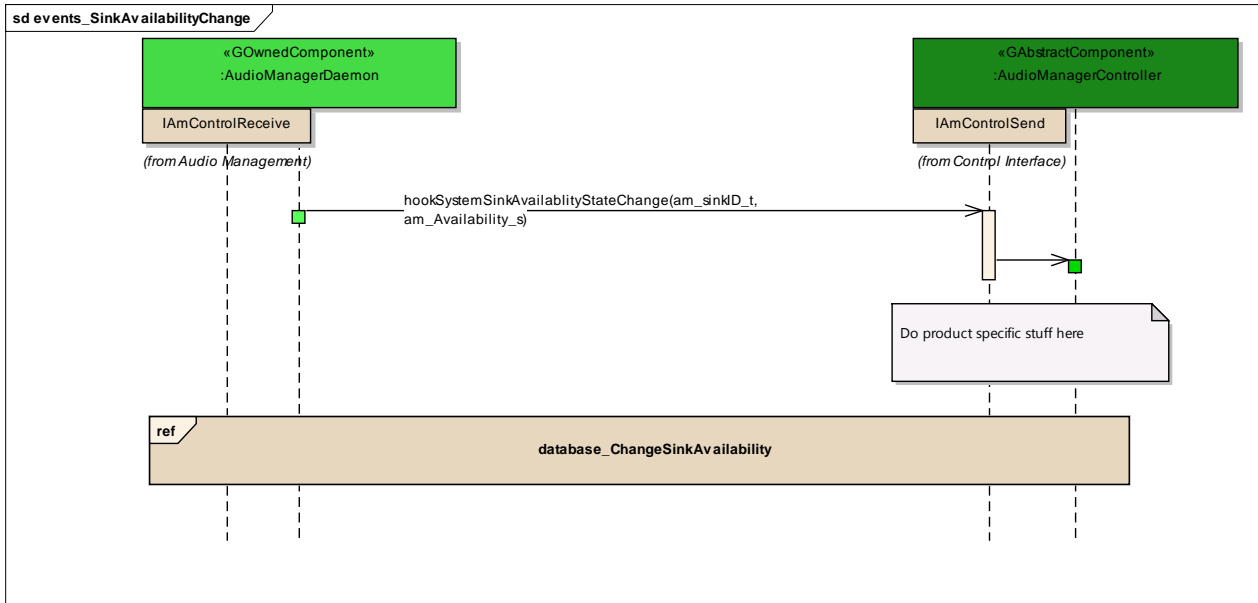 sd events_SinkAvailabilityChange
«GOwnedComponent»
:AudioManagerDaemon
«GAbstractComponent»
:AudioManagerController
IAmControlReceive
IAmControlSend
(from Audio Management)
(from Control Interface)
hookSystemSinkAvailablityStateChange(am_sinkID_t,
am_Availability_s)
Do product specific stuff here
ref
database_ChangeSinkAvailability